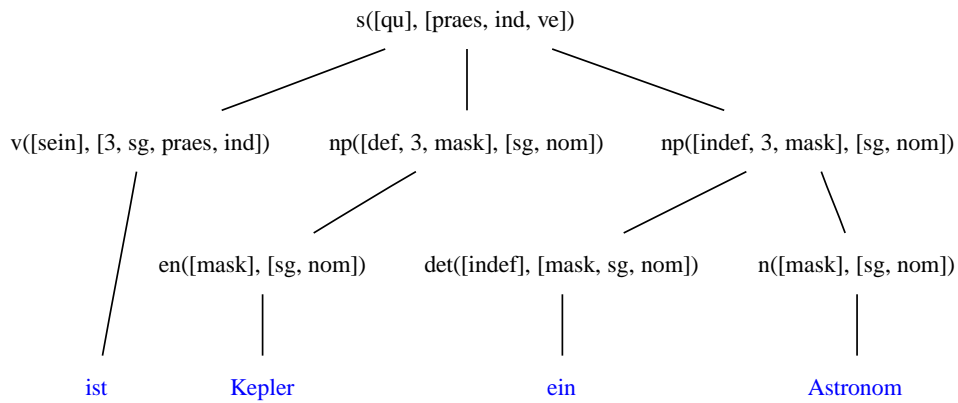 s([qu], [praes, ind, ve])
v([sein], [3, sg, praes, ind]) np([def, 3, mask], [sg, nom]) np([indef, 3, mask], [sg, nom])
en([mask], [sg, nom]) det([indef], [mask, sg, nom]) n([mask], [sg, nom])
ist Kepler ein Astronom